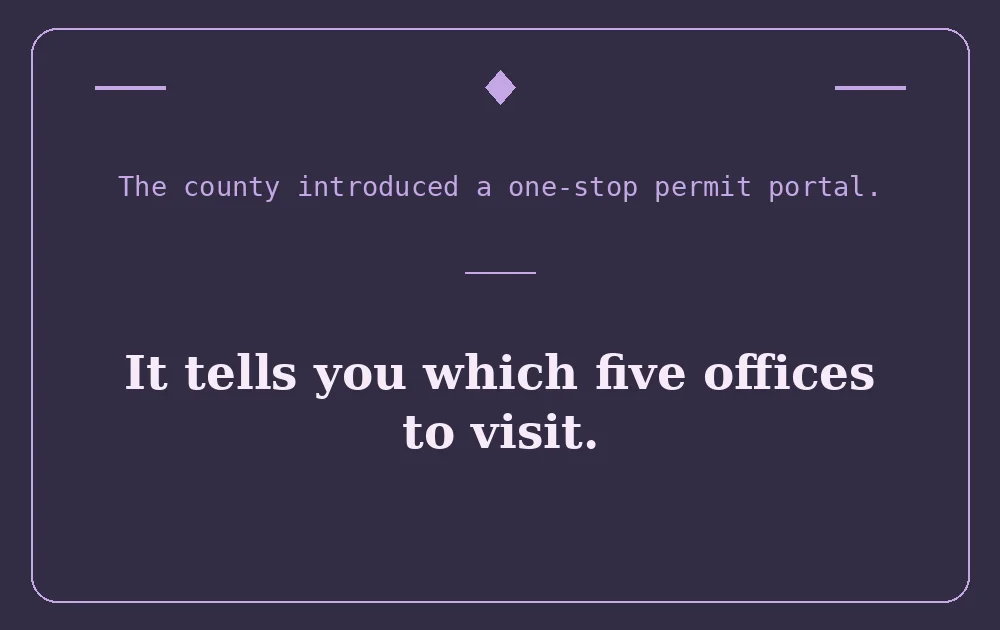 The county introduced a one-stop permit portal.
It tells you which five offices
to visit.